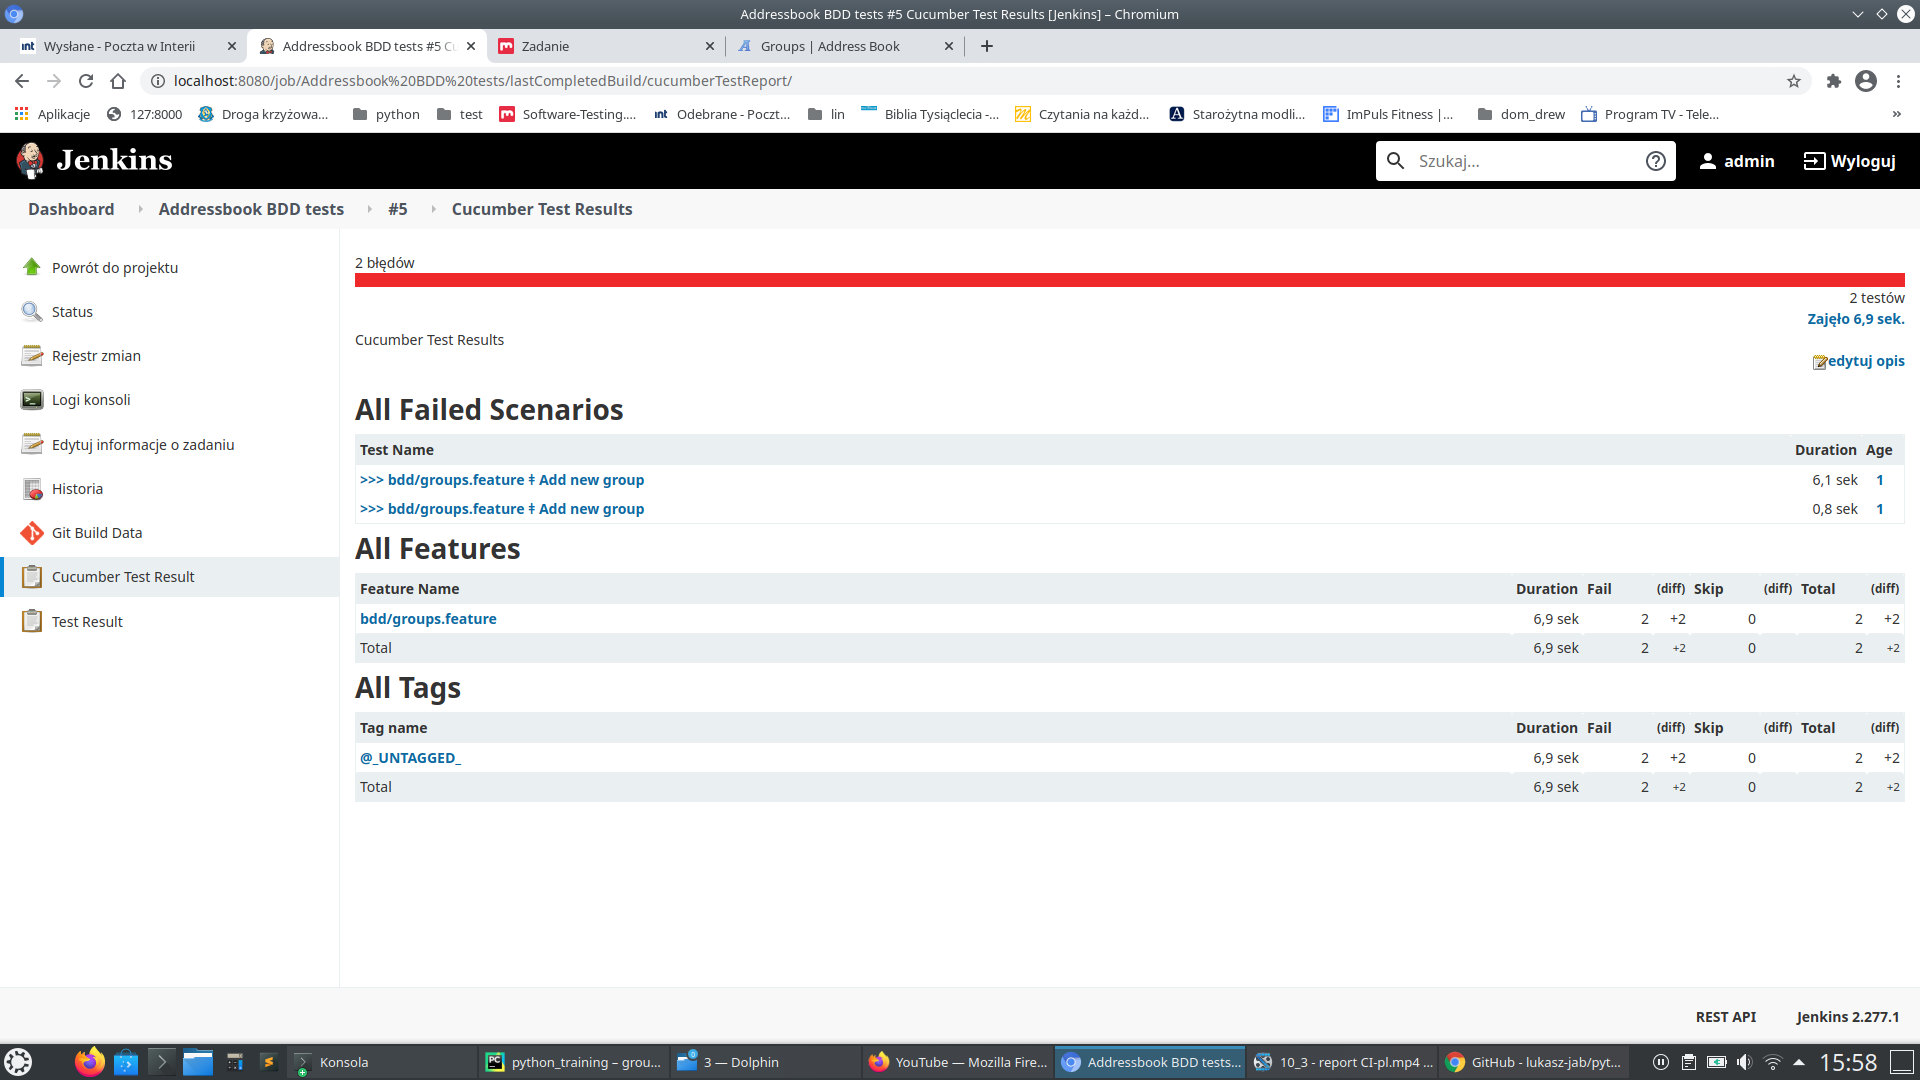 Addressbook BDD tests #5 Cucumber Test Results [Jenkins] – Chromium
Wysłane - Poczta w Interii
Addressbook BDD tests #5 Cu
Zadanie
Groups | Address Book
localhost:8080/job/Addressbook%20BDD%20tests/lastCompletedBuild/cucumberTestReport/
Aplikacje
127:8000
Droga krzyżowa...
python
test
Software-Testing....
Odebrane - Poczt...
lin
Biblia Tysiąclecia -...
Czytania na każd...
Starożytna modli...
ImPuls Fitness |...
dom_drew
Program TV - Tele...
»
Jenkins
Szukaj...
admin
Wyloguj
Dashboard
Addressbook BDD tests
#5
Cucumber Test Results
Powrót do projektu
Status
Rejestr zmian
Logi konsoli
Edytuj informacje o zadaniu
Historia
Git Build Data
Cucumber Test Result
Test Result
2 błędów
2 testów
Zajęło 6,9 sek.
Cucumber Test Results
edytuj opis
All Failed Scenarios
Test Name Duration Age
>>> bdd/groups.feature ǂ Add new group 6,1 sek 1
>>> bdd/groups.feature ǂ Add new group 0,8 sek 1
All Features
Feature Name Duration Fail (diff) Skip (diff) Total (diff)
bdd/groups.feature 6,9 sek 2 +2 0 2 +2
Total 6,9 sek 2 +2 0 2 +2
All Tags
Tag name Duration Fail (diff) Skip (diff) Total (diff)
@_UNTAGGED_ 6,9 sek 2 +2 0 2 +2
Total 6,9 sek 2 +2 0 2 +2
REST API
Jenkins 2.277.1
Konsola
python_training – grou...
3 — Dolphin
YouTube — Mozilla Fire...
Addressbook BDD tests...
10_3 - report CI-pl.mp4 ...
GitHub - lukasz-jab/pyt...
15:58